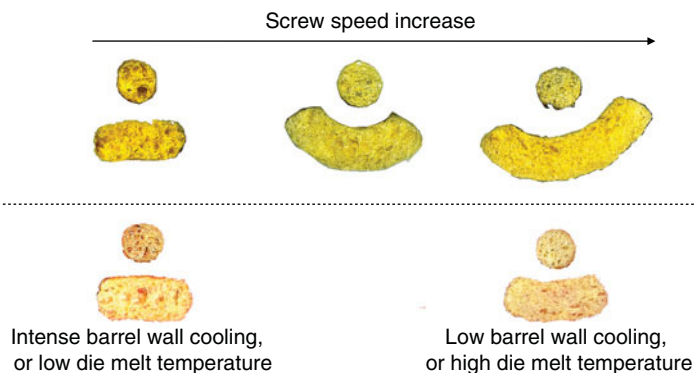 Screw speed increase
Intense barrel wall cooling,
or low die melt temperature
Low barrel wall cooling,
or high die melt temperature